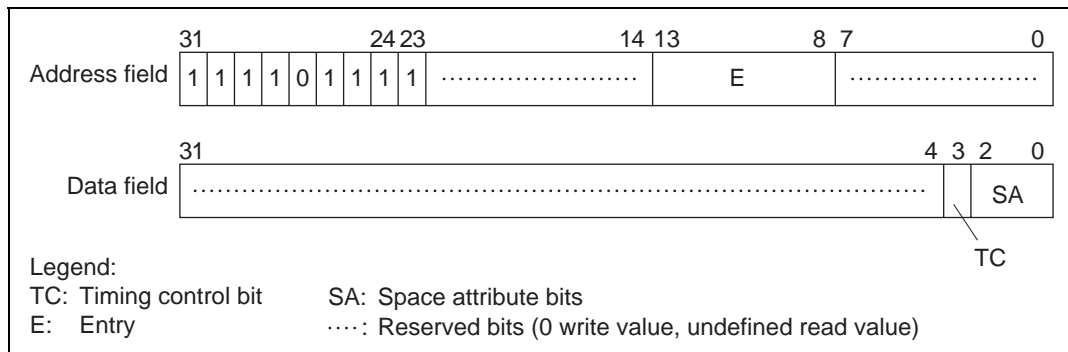 31 24 23 14 13 8 7 0
Address field 1 1 1 1 0 1 1 1 1 ........................ E ........................
31 4 3 2 0
Data field ........................................................................ SA
TC
Legend:
TC: Timing control bit SA: Space attribute bits
E: Entry ····: Reserved bits (0 write value, undefined read value)